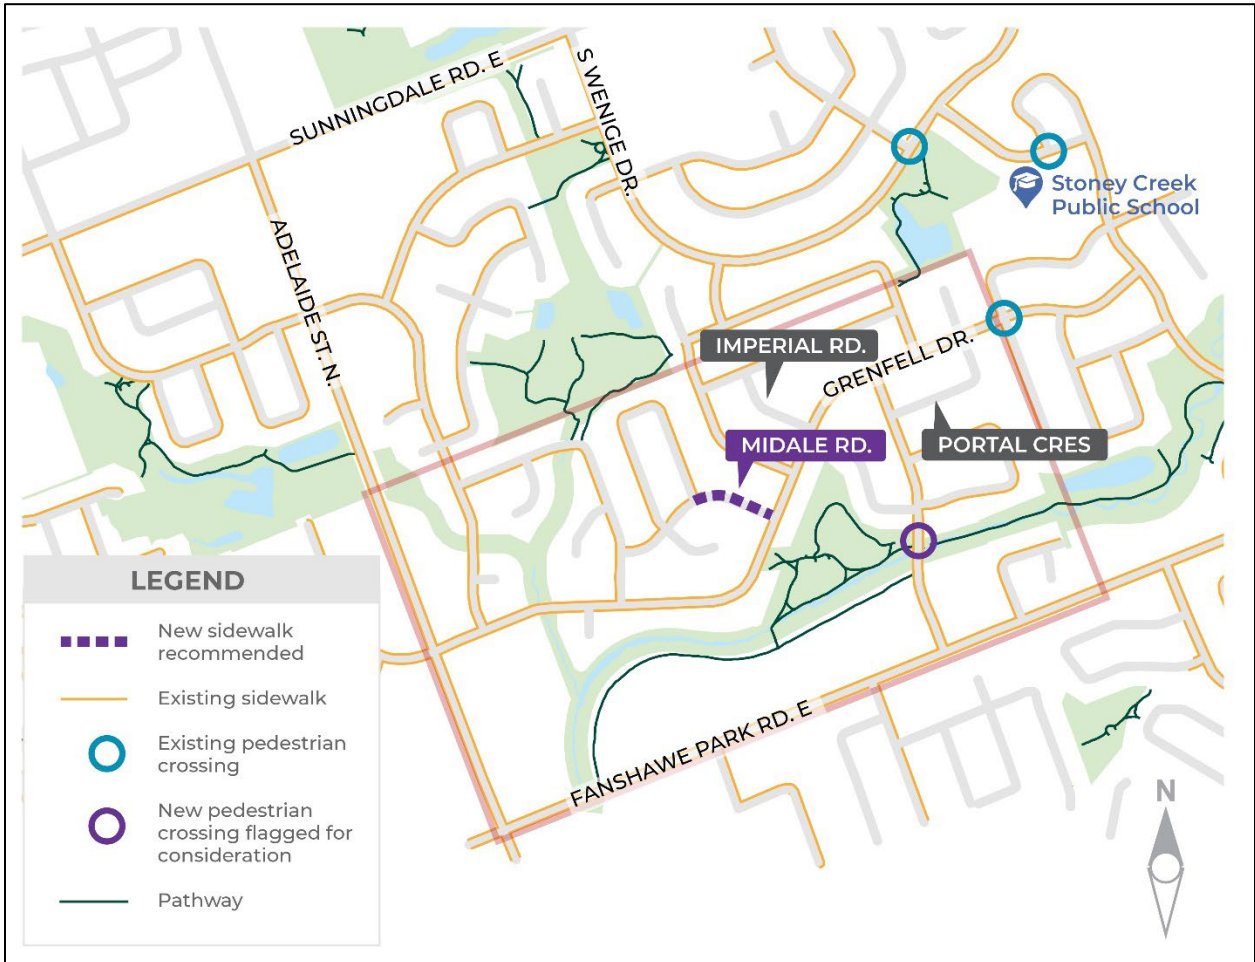 SUNNINGDALE RD. E
S WENIGE DR.
ADELAIDE ST. N.
Stoney Creek
Public School
IMPERIAL RD.
GRENFELL DR.
MIDALE RD.
PORTAL CRES
FANSHAWE PARK RD. E
LEGEND
New sidewalk
recommended
Existing sidewalk
Existing pedestrian
crossing
New pedestrian
crossing flagged for
consideration
Pathway
N